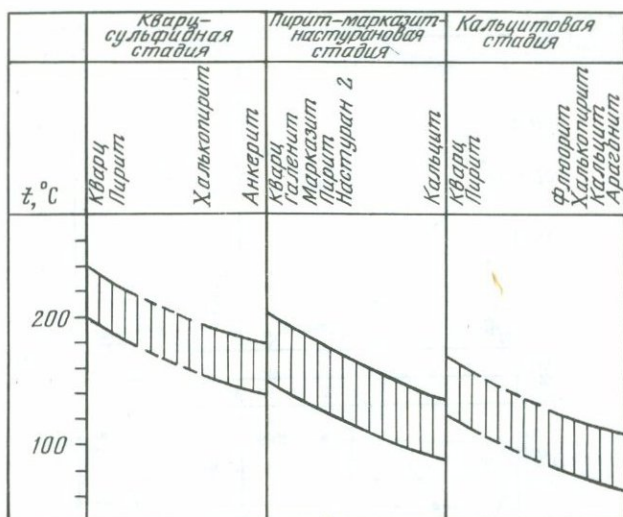 Кварц-
сульфидная
стадия
Пирит-марказит-
настурановая
стадия
Кальцитовая
стадия
t,°C
Кварц
Пирит
Халькопирит
Анкерит
Кварц
Галенит
Марказит
Пирит
Настуран 2
Кальцит
Кварц
Пирит
Флюорит
Халькопирит
Кальцит
Арагонит
200
100